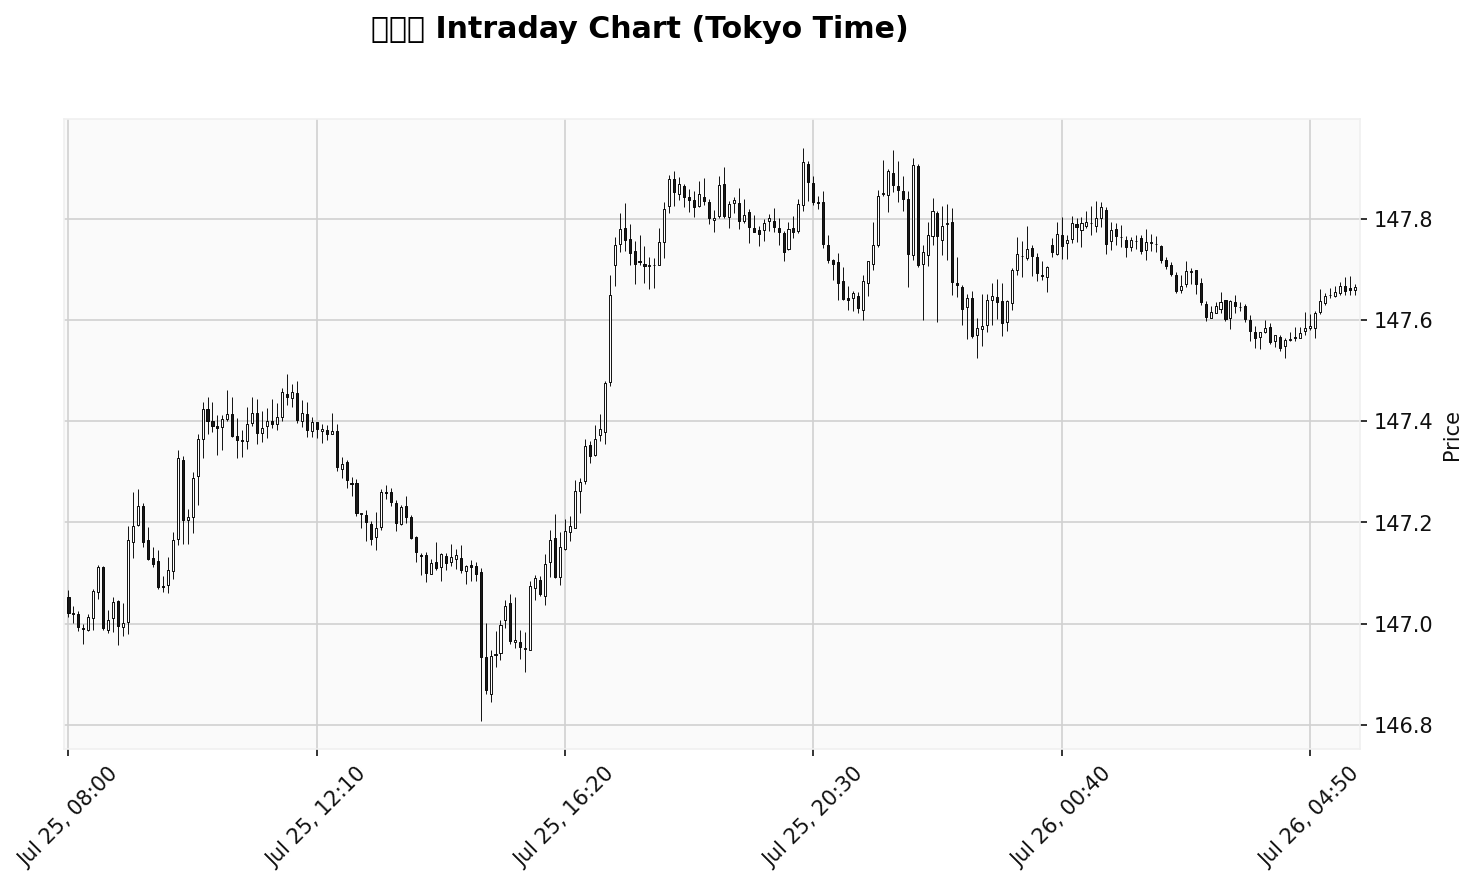 Intraday Chart (Tokyo Time)
147.8
147.6
147.4
147.2
147.0
146.8
Price
Jul 25, 08:00
Jul 25, 12:10
Jul 25, 16:20
Jul 25, 20:30
Jul 26, 00:40
Jul 26, 04:50